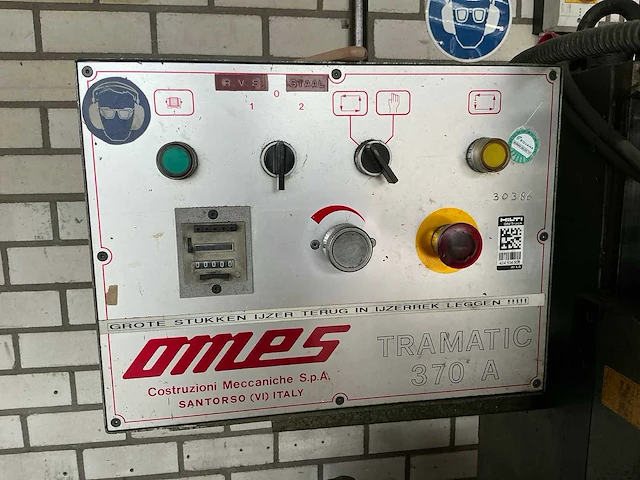 R V S
STAAL
0
1
2
30386
HILTI
GROTE STUKKEN IJZER TERUG IN IJZERREK LEGGEN !!!!!
omes
TRAMATIC
370 A
Costruzioni Meccaniche S.p.A.
SANTORSO (VI) ITALY